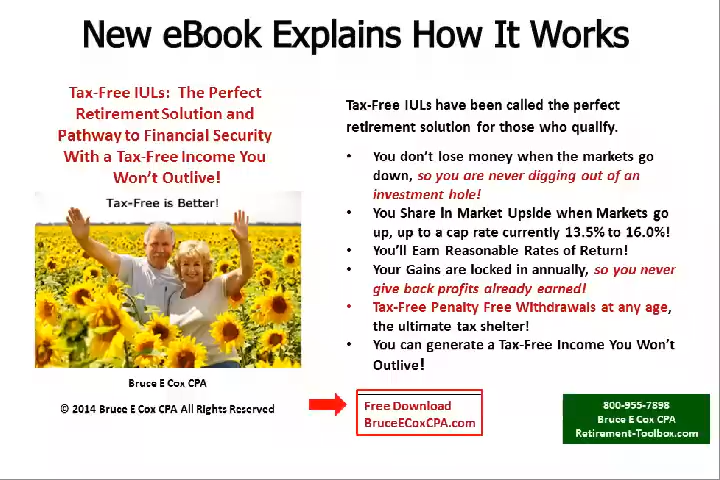 New eBook Explains How It Works
Tax-Free IULs: The Perfect
Retirement Solution and
Pathway to Financial Security
With a Tax-Free Income You
Won't Outlive!
Tax-Free is Better!
Bruce E Cox CPA
© 2014 Bruce E Cox CPA All Rights Reserved
Tax-Free IULs have been called the perfect
retirement solution for those who qualify.
• You don't lose money when the markets go
down, so you are never digging out of an
investment hole!
• You Share in Market Upside when Markets go
up, up to a cap rate currently 13.5% to 16.0%!
• You'll Earn Reasonable Rates of Return!
• Your Gains are locked in annually, so you never
give back profits already earned!
• Tax-Free Penalty Free Withdrawals at any age,
the ultimate tax shelter!
• You can generate a Tax-Free Income You Won't
Outlive!
Free Download
BruceECoxCPA.com
800-955-7898
Bruce E Cox CPA
Retirement-Toolbox.com